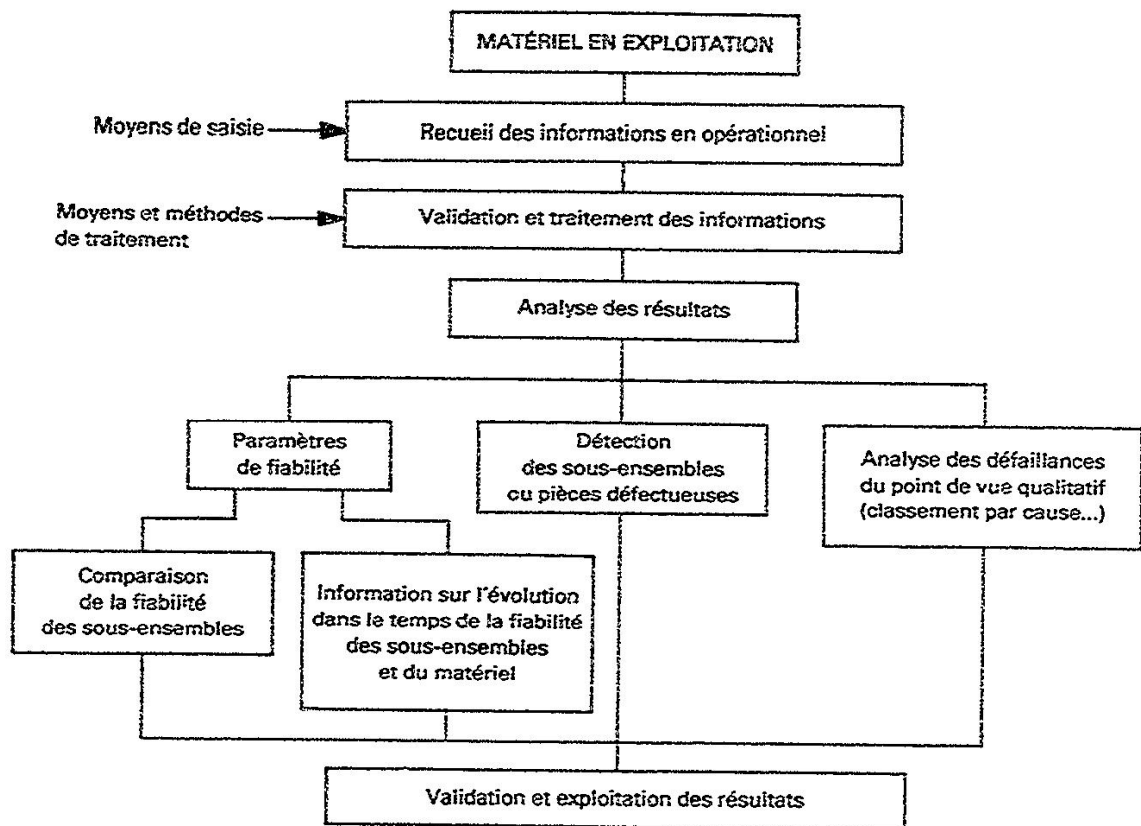 MATÉRIEL EN EXPLOITATION
Moyens de saisie
Recueil des informations en opérationnel
Moyens et méthodes
de traitement
Validation et traitement des informations
Analyse des résultats
Paramètres
de fiabilité
Détection
des sous-ensembles
ou pièces défectueuses
Analyse des défaillances
du point de vue qualitatif
(classement par cause...)
Comparaison
de la fiabilité
des sous-ensembles
Information sur l'évolution
dans le temps de la fiabilité
des sous-ensembles
et du matériel
Validation et exploitation des résultats